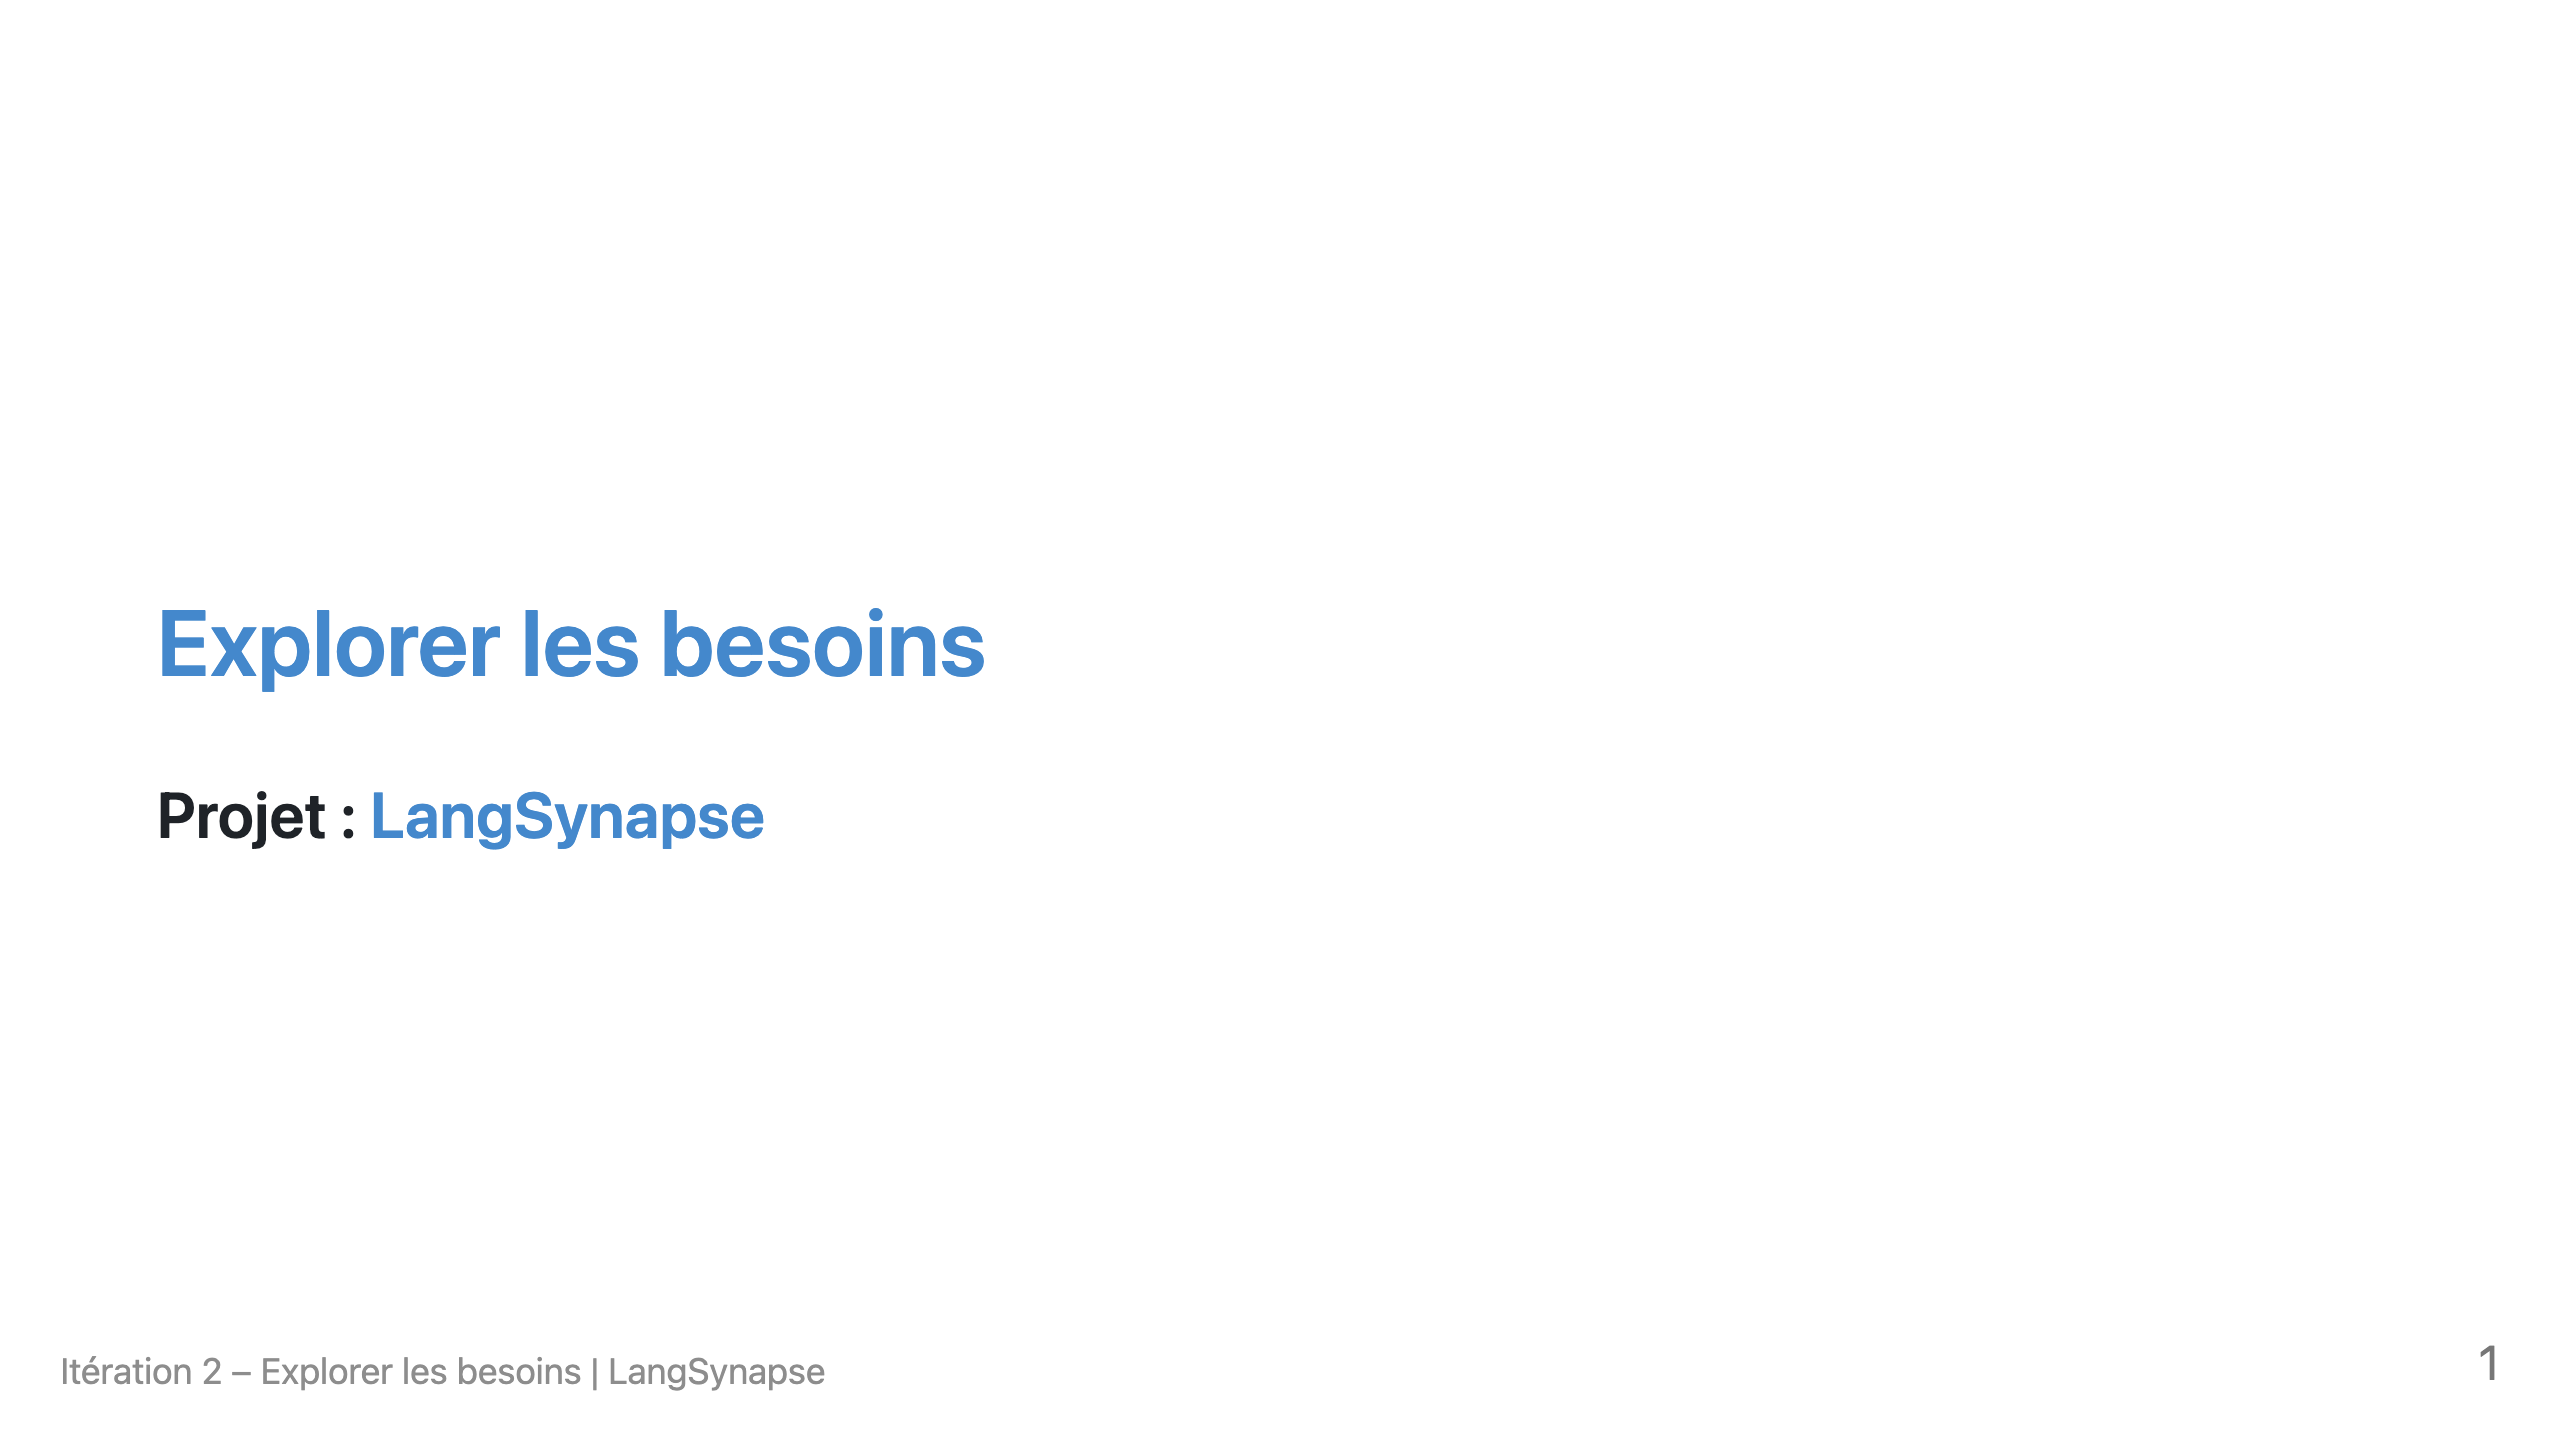 Explorer les besoins
Projet : LangSynapse
Itération 2 – Explorer les besoins | LangSynapse
1